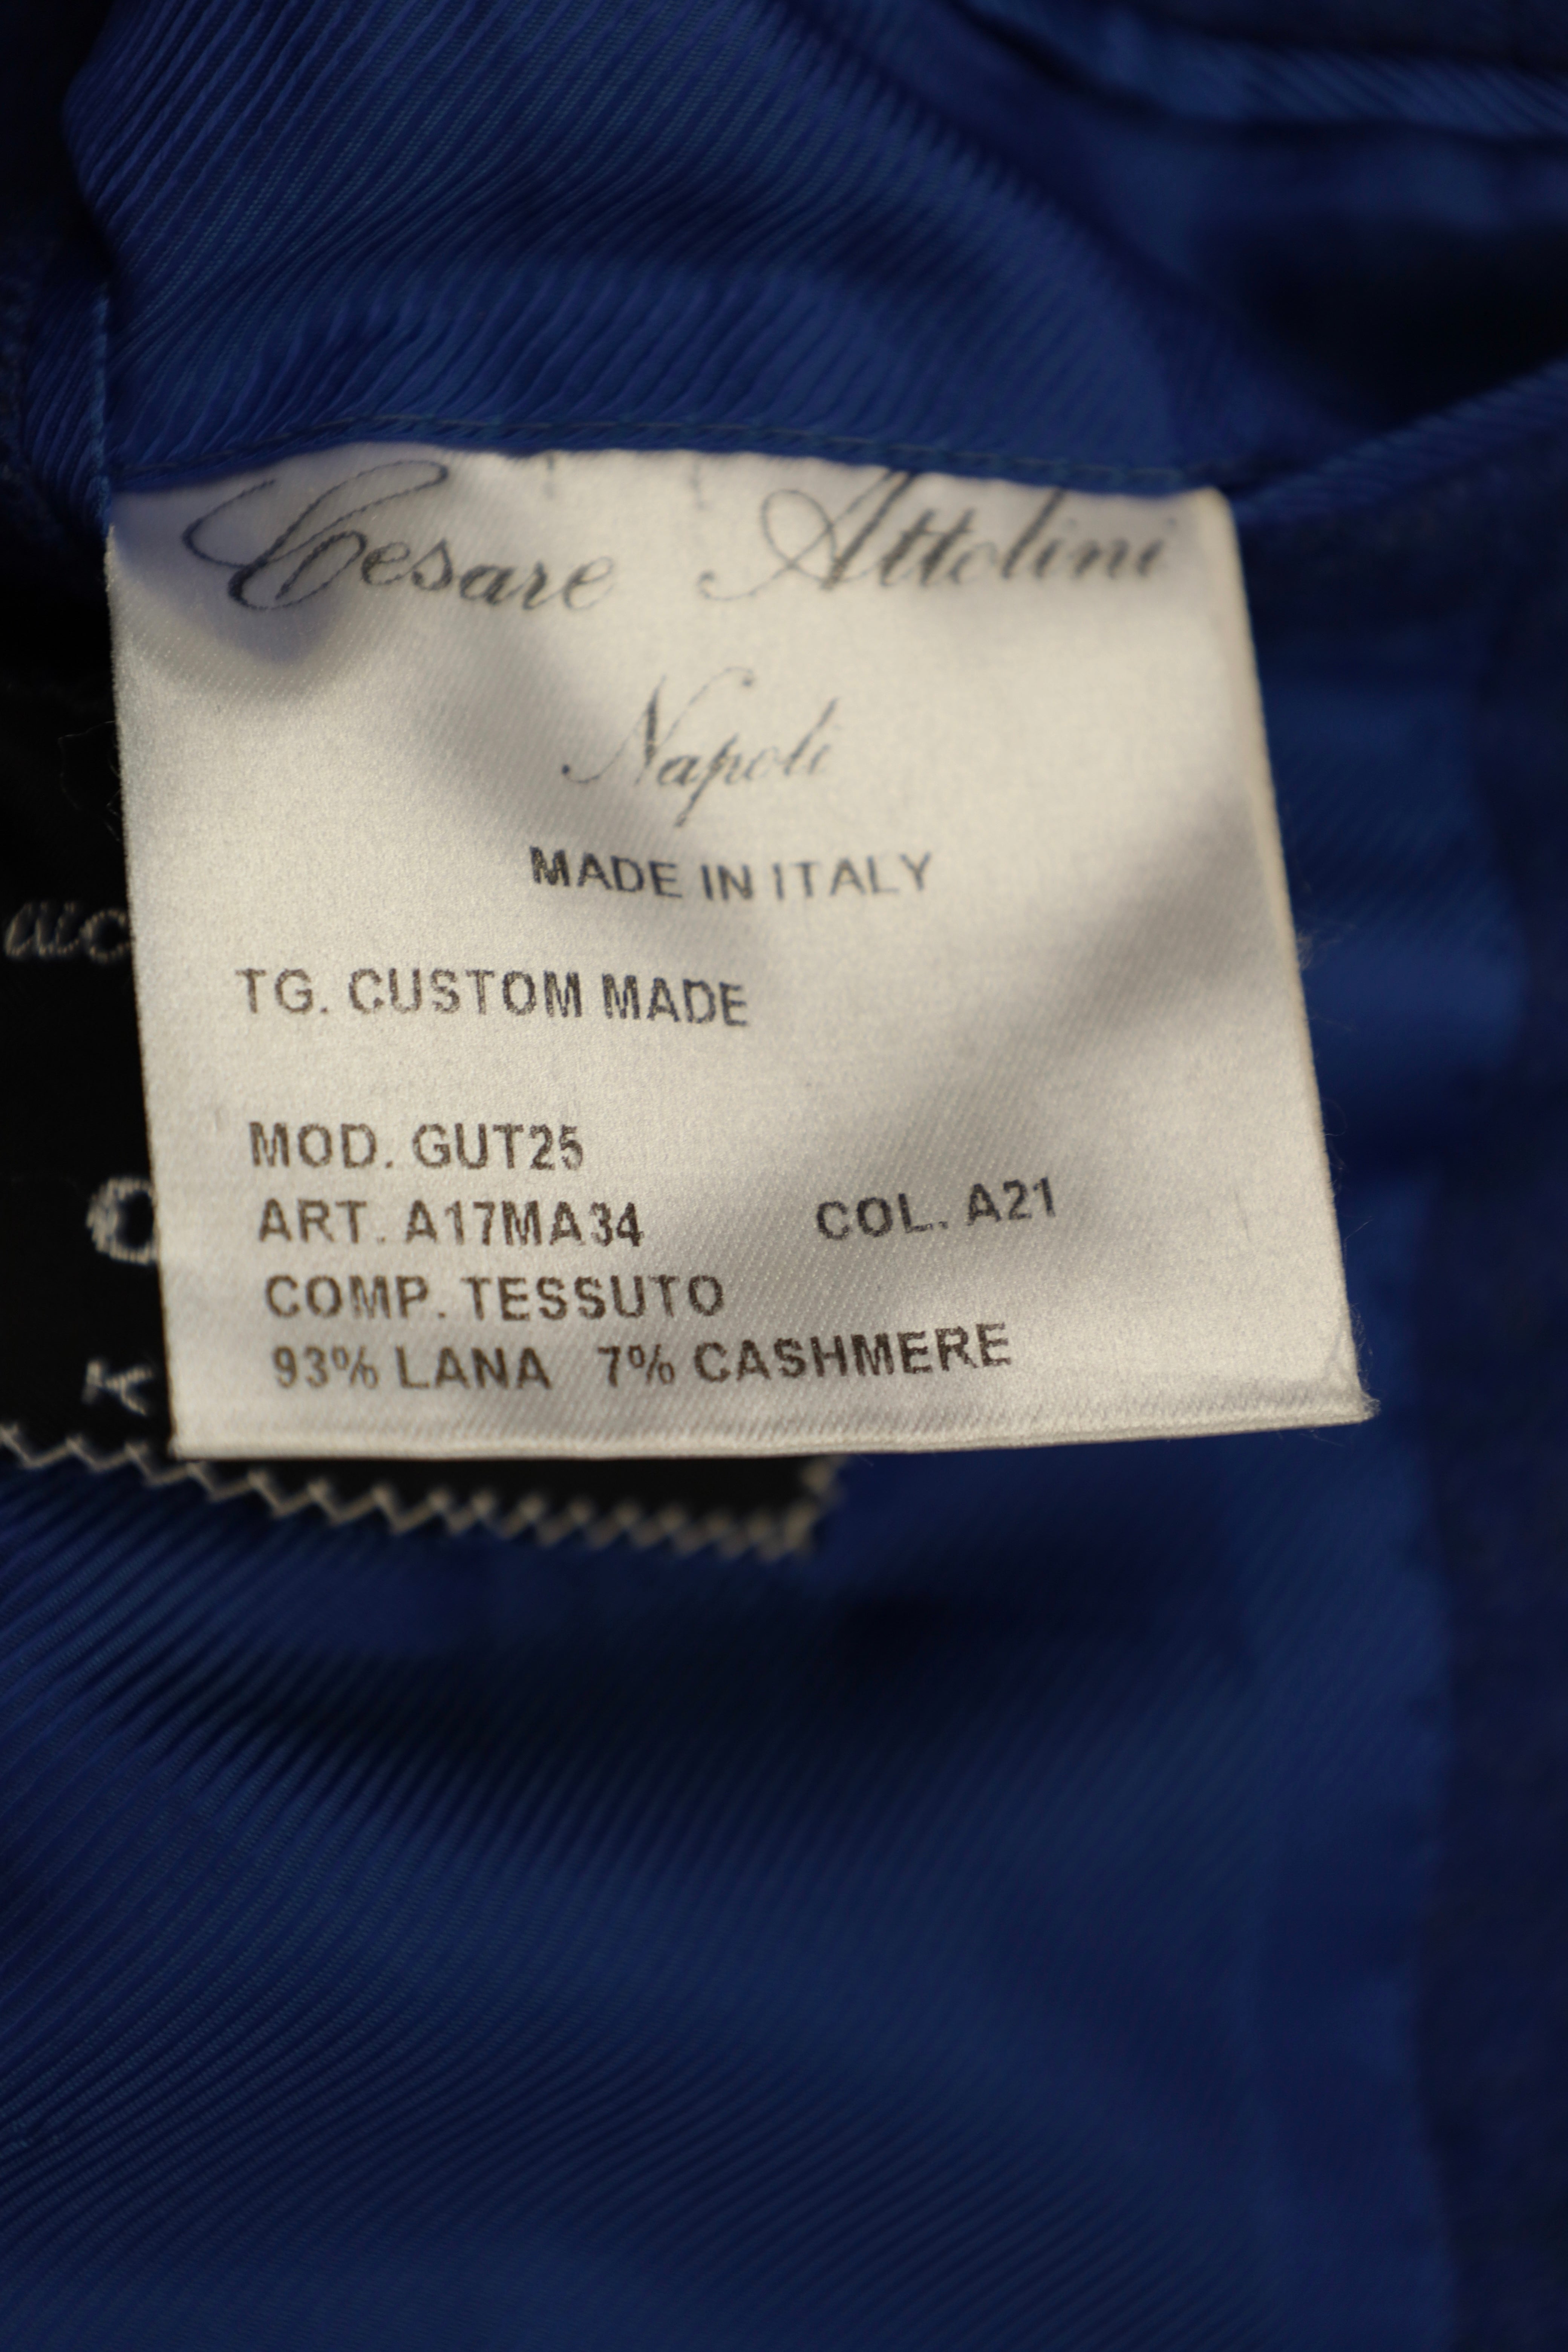 Cesare Attolini
Napoli
MADE IN ITALY
TG. CUSTOM MADE
MOD. GUT25
ART. A17MA34 COL. A21
COMP. TESSUTO
93% LANA 7% CASHMERE